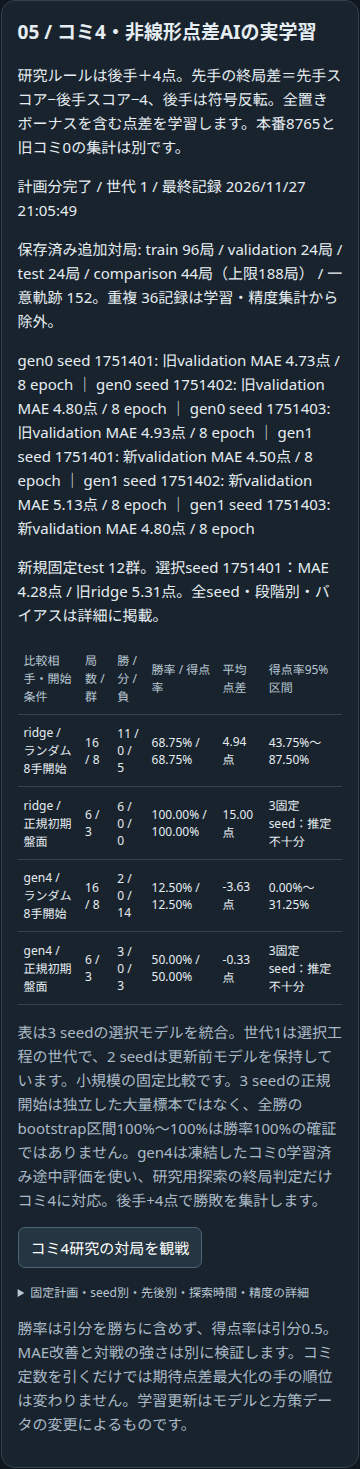 05 / コミ4・非線形点差AIの実学習
研究ルールは後手＋4点。先手の終局差＝先手ス
コア−後手スコア−4、後手は符号反転。全置き
ボーナスを含む点差を学習します。本番8765と
旧コミ0の集計は別です。
計画分完了 / 世代 1 / 最終記録 2026/11/27
21:05:49
保存済み追加対局: train 96局 / validation 24局 /
test 24局 / comparison 44局（上限188局） / 一
意軌跡 152。重複 36記録は学習・精度集計から
除外。
gen0 seed 1751401: 旧validation MAE 4.73点 /
8 epoch ｜ gen0 seed 1751402: 旧validation
MAE 4.80点 / 8 epoch ｜ gen0 seed 1751403:
旧validation MAE 4.93点 / 8 epoch ｜ gen1
seed 1751401: 新validation MAE 4.50点 / 8
epoch ｜ gen1 seed 1751402: 新validation
MAE 5.13点 / 8 epoch ｜ gen1 seed 1751403:
新validation MAE 4.80点 / 8 epoch
新規固定test 12群。選択seed 1751401：MAE
4.28点 / 旧ridge 5.31点。全seed・段階別・バ
イアスは詳細に掲載。
比較相手・開始条件 局数 / 群 勝 / 分 / 負 勝率 / 得点率 平均点差 得点率95%区間
ridge / ランダム8手開始 16 / 8 11 / 0 / 5 68.75% / 68.75% 4.94点 43.75%〜87.50%
ridge / 正規初期盤面 6 / 3 6 / 0 / 0 100.00% / 100.00% 15.00点 3固定seed：推定不十分
gen4 / ランダム8手開始 16 / 8 2 / 0 / 14 12.50% / 12.50% -3.63点 0.00%〜31.25%
gen4 / 正規初期盤面 6 / 3 3 / 0 / 3 50.00% / 50.00% -0.33点 3固定seed：推定不十分
表は3 seedの選択モデルを統合。世代1は選択工
程の世代で、2 seedは更新前モデルを保持して
います。小規模の固定比較です。3 seedの正規
開始は独立した大量標本ではなく、全勝の
bootstrap区間100%〜100%は勝率100%の確証
ではありません。gen4は凍結したコミ0学習済
み途中評価を使い、研究用探索の終局判定だけ
コミ4に対応。後手+4点で勝敗を集計します。
コミ4研究の対局を観戦
▶ 固定計画・seed別・先後別・探索時間・精度の詳細
勝率は引分を勝ちに含めず、得点率は引分0.5。
MAE改善と対戦の強さは別に検証します。コミ
定数を引くだけでは期待点差最大化の手の順位
は変わりません。学習更新はモデルと方策デー
タの変更によるものです。